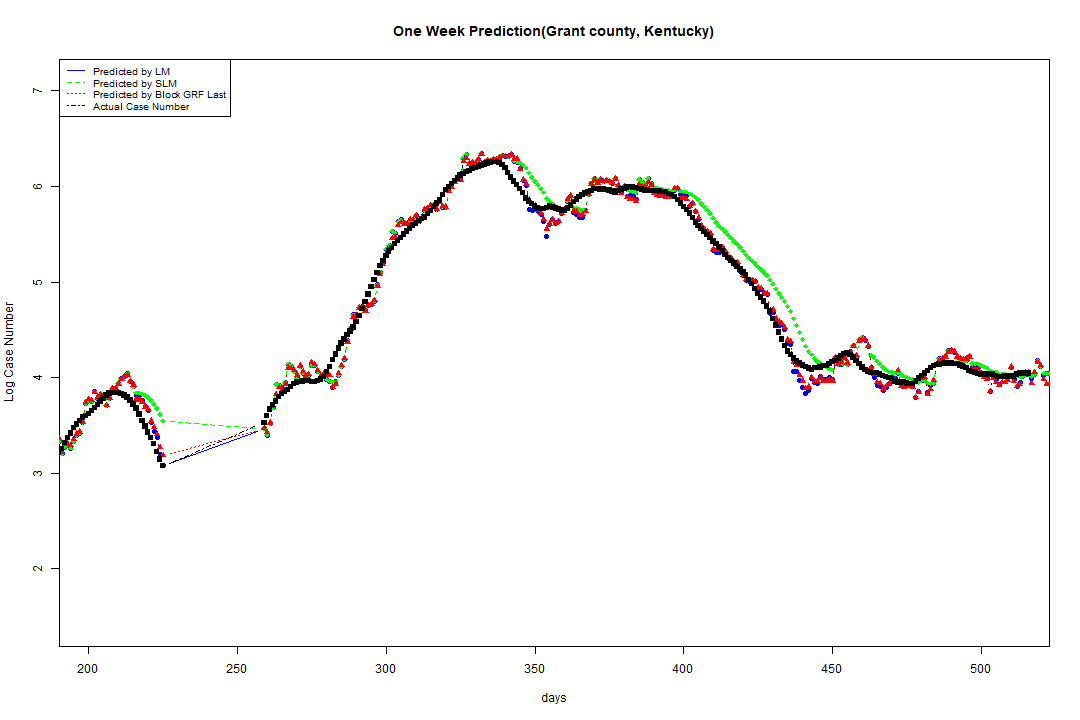 One Week Prediction(Grant county, Kentucky)
Predicted by LM
Predicted by SLM
Predicted by Block GRF Last
Actual Case Number
Log Case Number
7
6
5
4
3
2
200 250 300 350 400 450 500
days